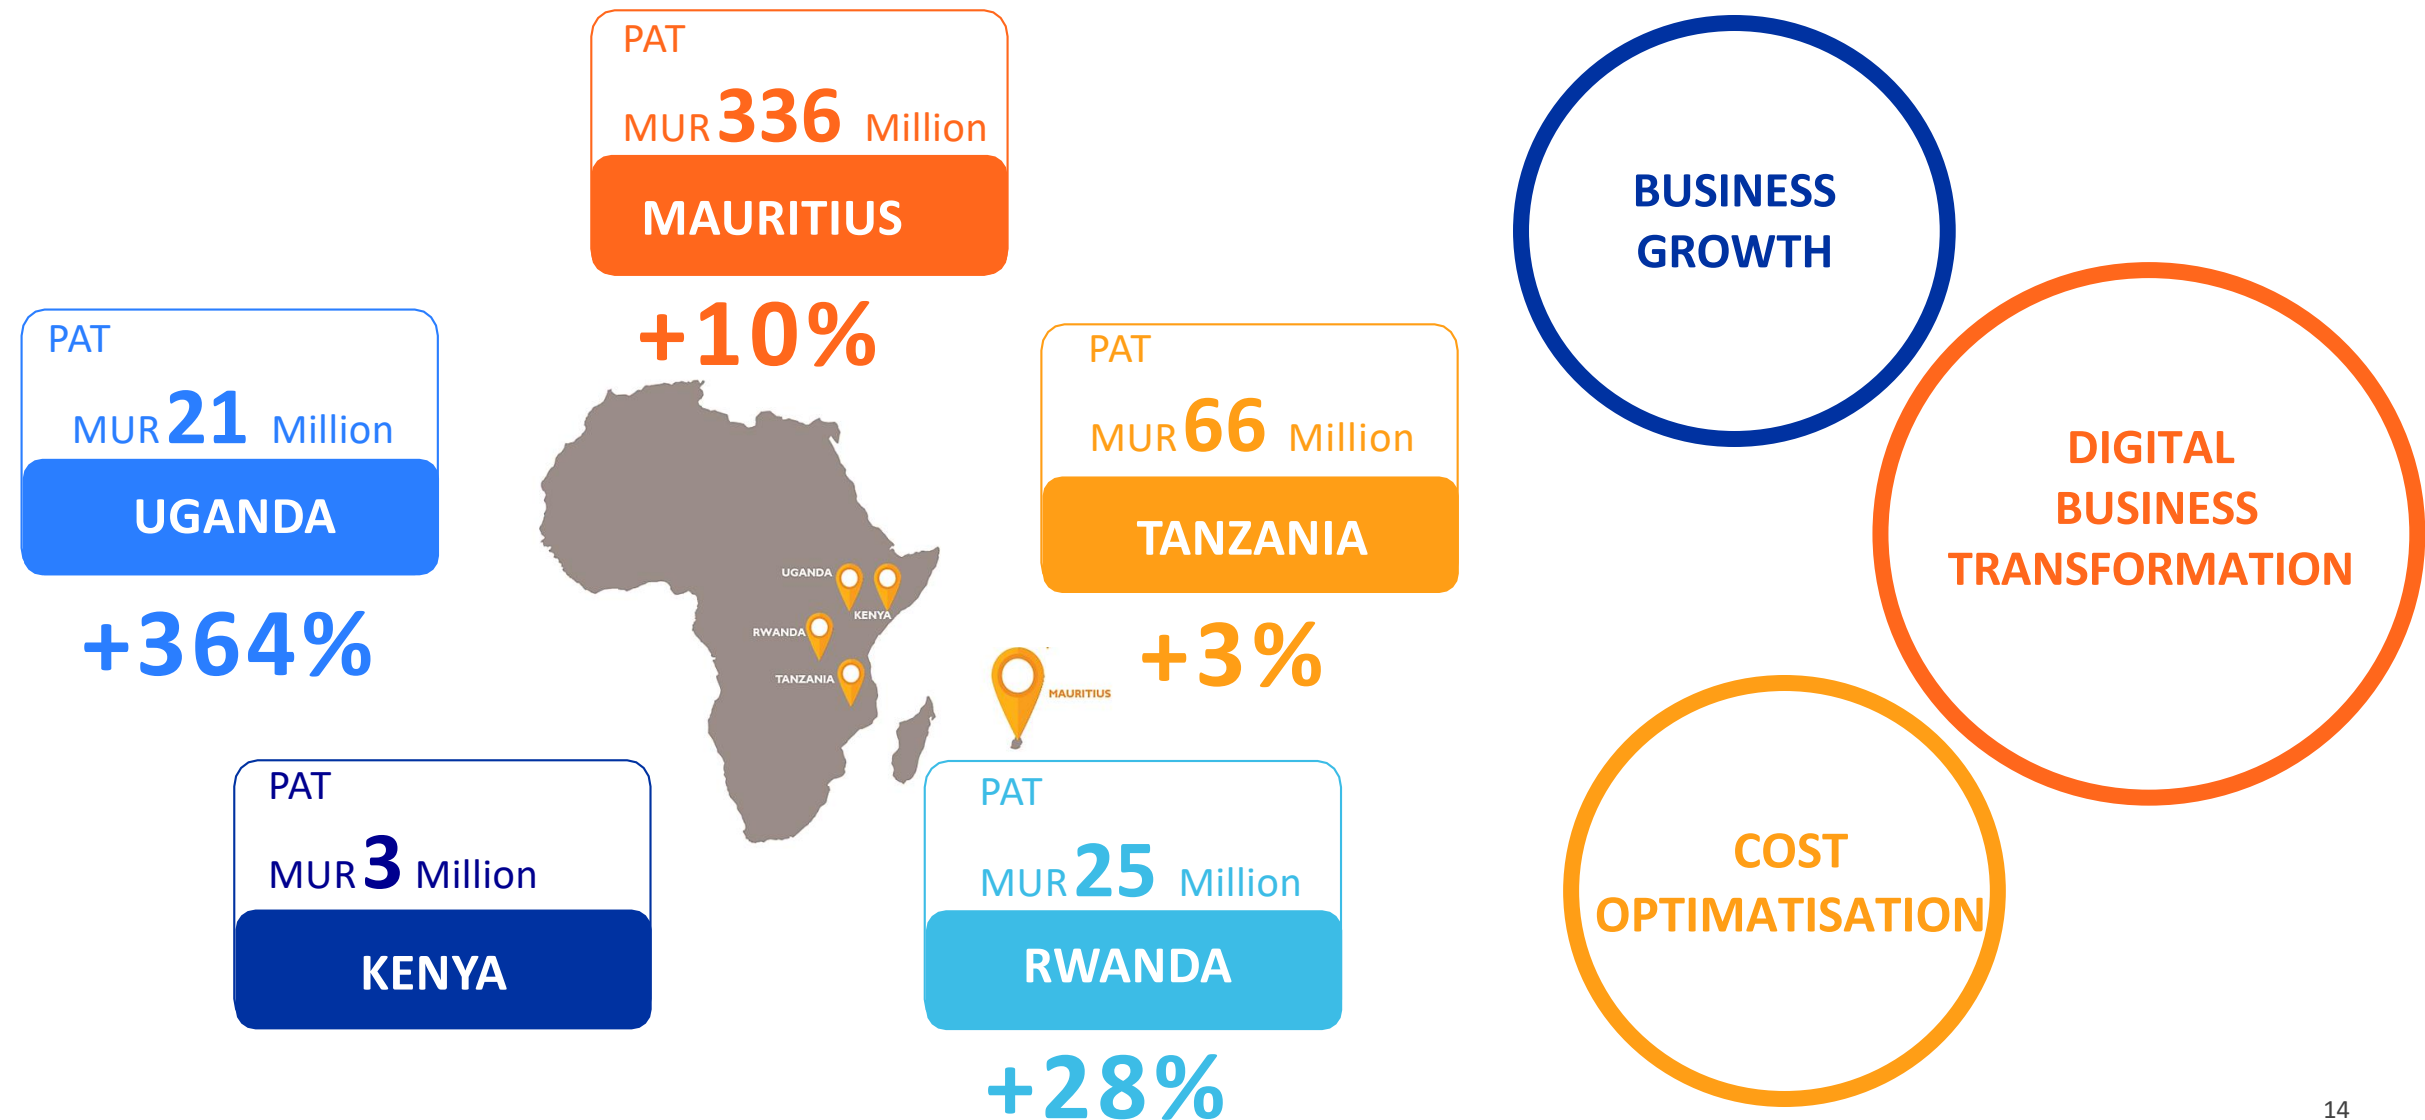 PAT
MUR 336 Million
MAURITIUS
+10%
PAT
MUR 21 Million
UGANDA
+364%
PAT
MUR 66 Million
TANZANIA
+3%
UGANDA
KENYA
RWANDA
TANZANIA
MAURITIUS
PAT
MUR 3 Million
KENYA
PAT
MUR 25 Million
RWANDA
+28%
BUSINESS
GROWTH
DIGITAL
BUSINESS
TRANSFORMATION
COST
OPTIMATISATION
14